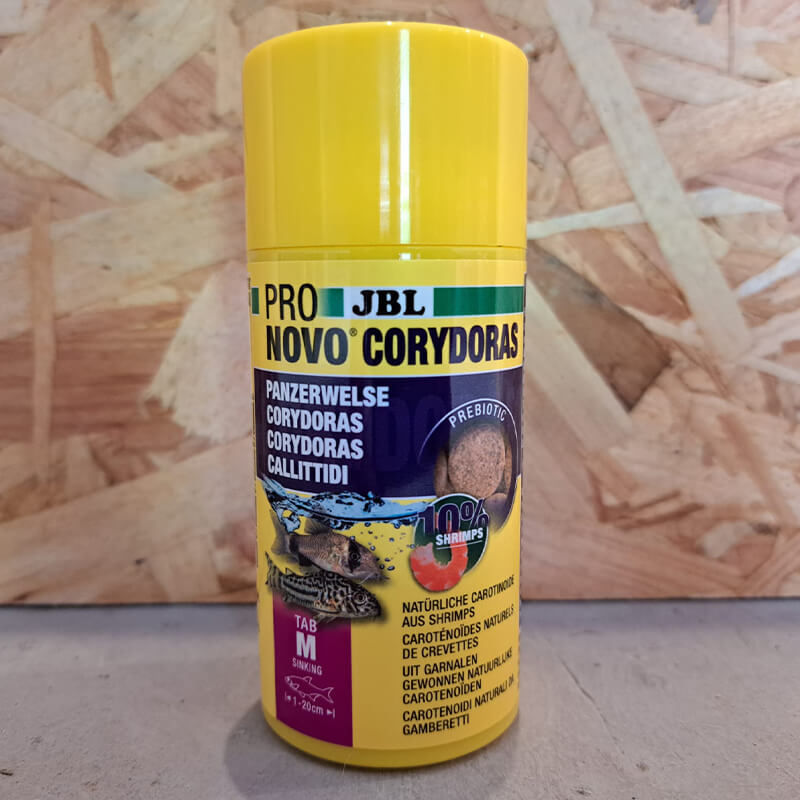 PRO JBL
NOVO® CORYDORAS
PANZERWELSE
CORYDORAS
CORYDORAS
CALLITTIDI
PREBIOTIC
10%
SHRIMPS
TAB
M
SINKING
1-20cm
NATÜRLICHE CAROTINOIDE
AUS SHRIMPS
CAROTÉNOÏDES NATURELS
DE CREVETTES
UIT GARNALEN
GEWONNEN NATUURLIJKE
CAROTENOÏDEN
CAROTENOIDI NATURALI DA
GAMBERETTI